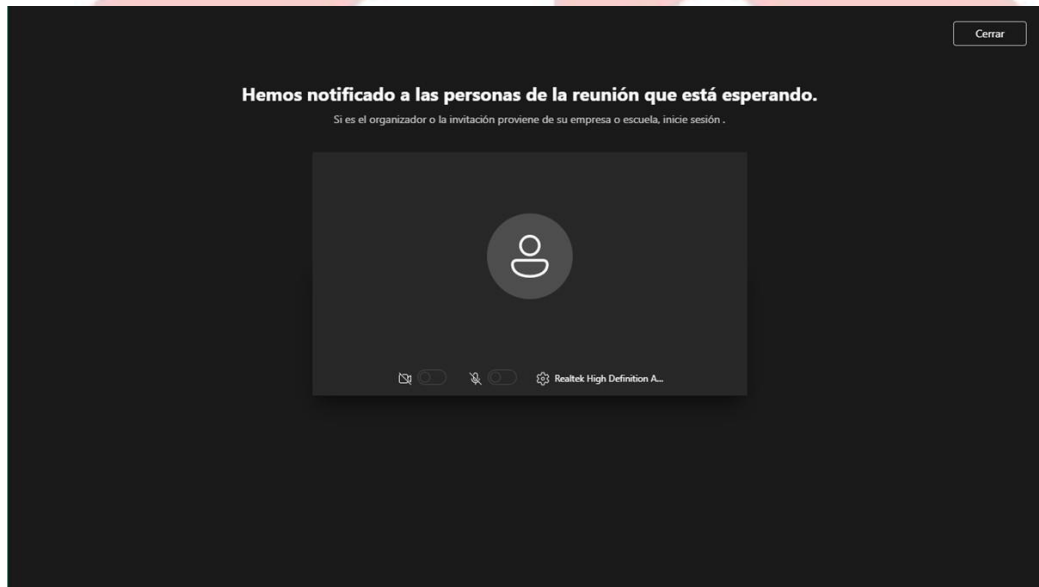 Cerrar
Hemos notificado a las personas de la reunión que está esperando.
Si es el organizador o la invitación proviene de su empresa o escuela, inicie sesión .
Realtek High Definition A...